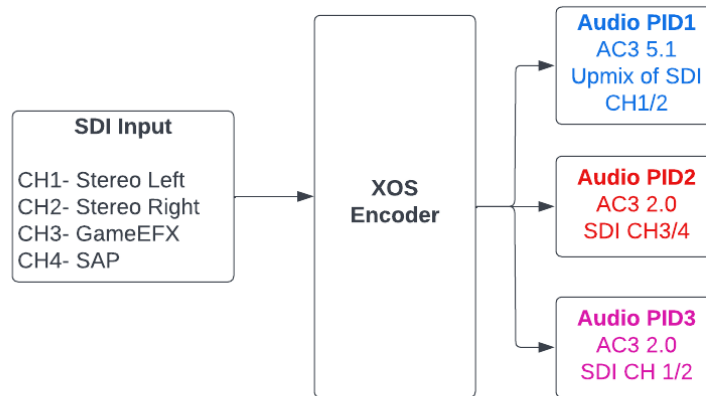 SDI Input
CH1- Stereo Left
CH2- Stereo Right
CH3- GameEFX
CH4- SAP
XOS
Encoder
Audio PID1
AC3 5.1
Upmix of SDI
CH1/2
Audio PID2
AC3 2.0
SDI CH3/4
Audio PID3
AC3 2.0
SDI CH 1/2